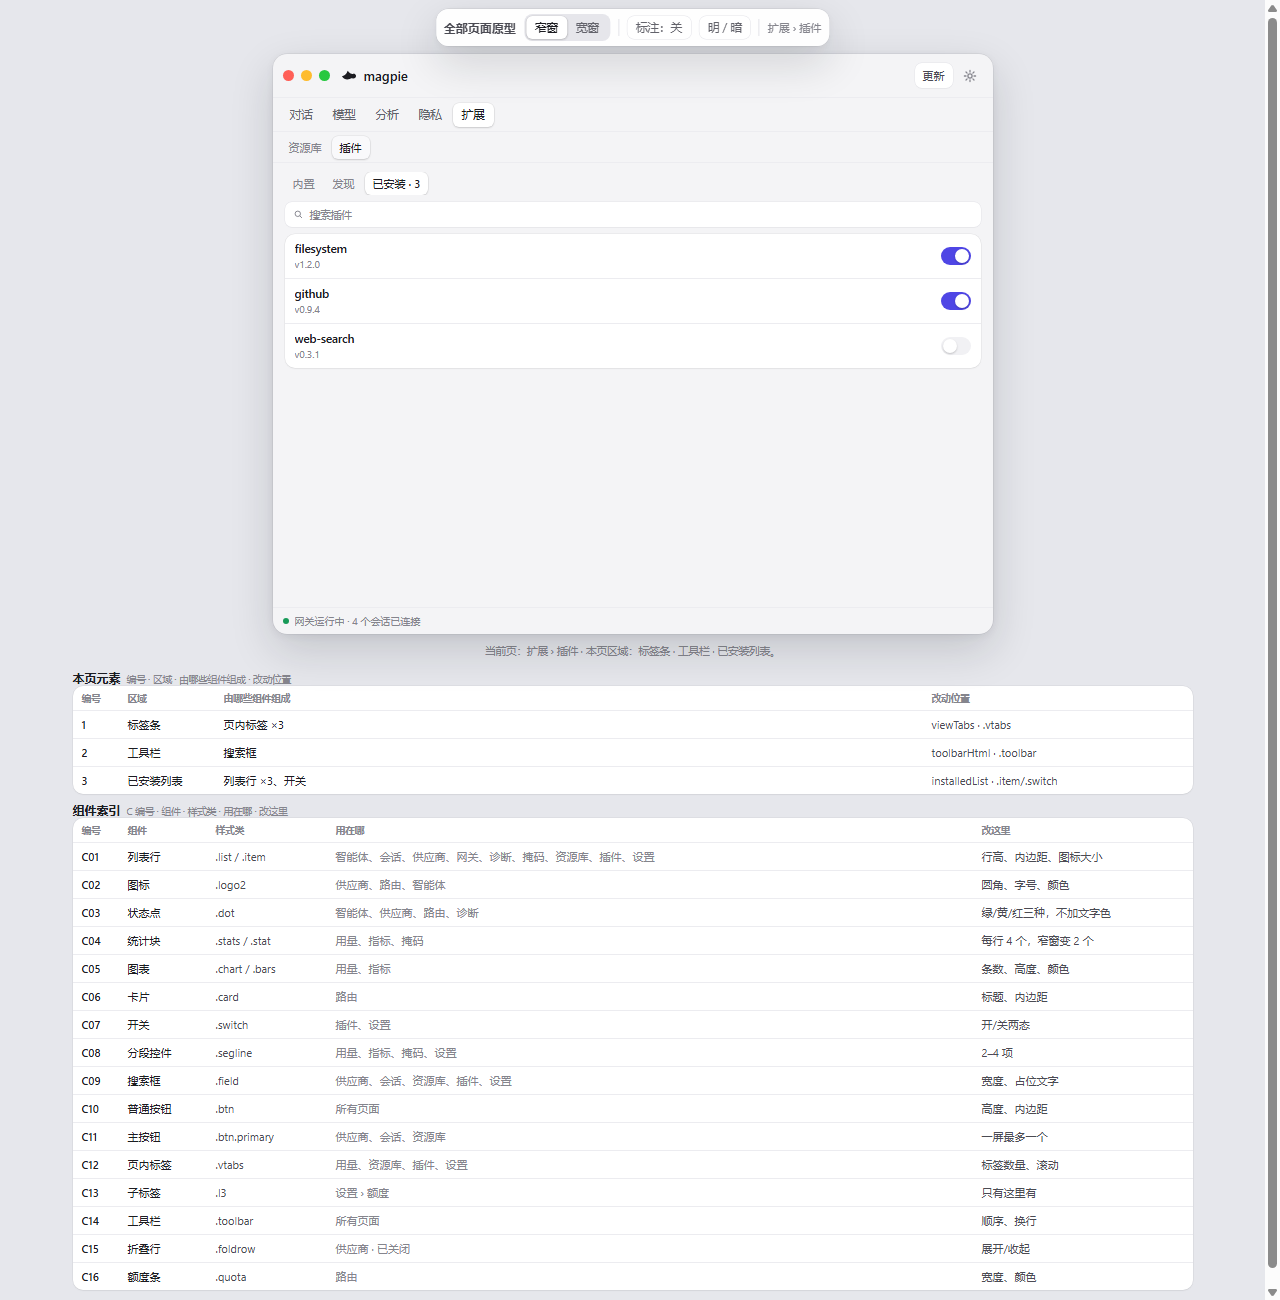 全部页面原型 窄窗 宽窗 标注：关 明 / 暗 扩展 › 插件
magpie 更新
对话 模型 分析 隐私 扩展
资源库 插件
内置 发现 已安装 · 3
搜索插件
filesystem
v1.2.0
github
v0.9.4
web-search
v0.3.1
网关运行中 · 4 个会话已连接
当前页：扩展 › 插件 · 本页区域：标签条 · 工具栏 · 已安装列表。
本页元素 编号 · 区域 · 由哪些组件组成 · 改动位置
编号 区域 由哪些组件组成 改动位置
1 标签条 页内标签 ×3 viewTabs · .vtabs
2 工具栏 搜索框 toolbarHtml · .toolbar
3 已安装列表 列表行 ×3、开关 installedList · .item/.switch
组件索引 C 编号 · 组件 · 样式类 · 用在哪 · 改这里
编号 组件 样式类 用在哪 改这里
C01 列表行 .list / .item 智能体、会话、供应商、网关、诊断、掩码、资源库、插件、设置 行高、内边距、图标大小
C02 图标 .logo2 供应商、路由、智能体 圆角、字号、颜色
C03 状态点 .dot 智能体、供应商、路由、诊断 绿/黄/红三种，不加文字色
C04 统计块 .stats / .stat 用量、指标、掩码 每行 4 个，窄窗变 2 个
C05 图表 .chart / .bars 用量、指标 条数、高度、颜色
C06 卡片 .card 路由 标题、内边距
C07 开关 .switch 插件、设置 开/关两态
C08 分段控件 .segline 用量、指标、掩码、设置 2–4 项
C09 搜索框 .field 供应商、会话、资源库、插件、设置 宽度、占位文字
C10 普通按钮 .btn 所有页面 高度、内边距
C11 主按钮 .btn.primary 供应商、会话、资源库 一屏最多一个
C12 页内标签 .vtabs 用量、资源库、插件、设置 标签数量、滚动
C13 子标签 .l3 设置 › 额度 只有这里有
C14 工具栏 .toolbar 所有页面 顺序、换行
C15 折叠行 .foldrow 供应商 · 已关闭 展开/收起
C16 额度条 .quota 路由 宽度、颜色